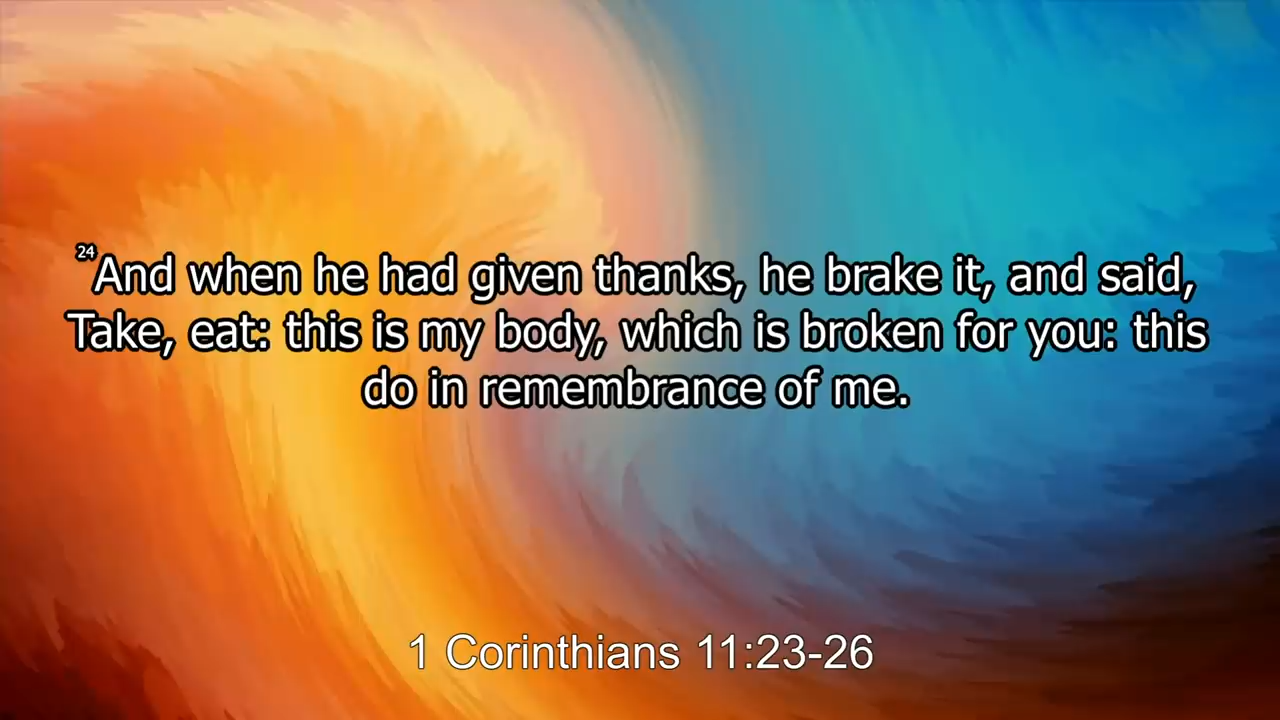 24And when he had given thanks, he brake it, and said,
Take, eat: this is my body, which is broken for you: this
do in remembrance of me.
1 Corinthians 11:23-26